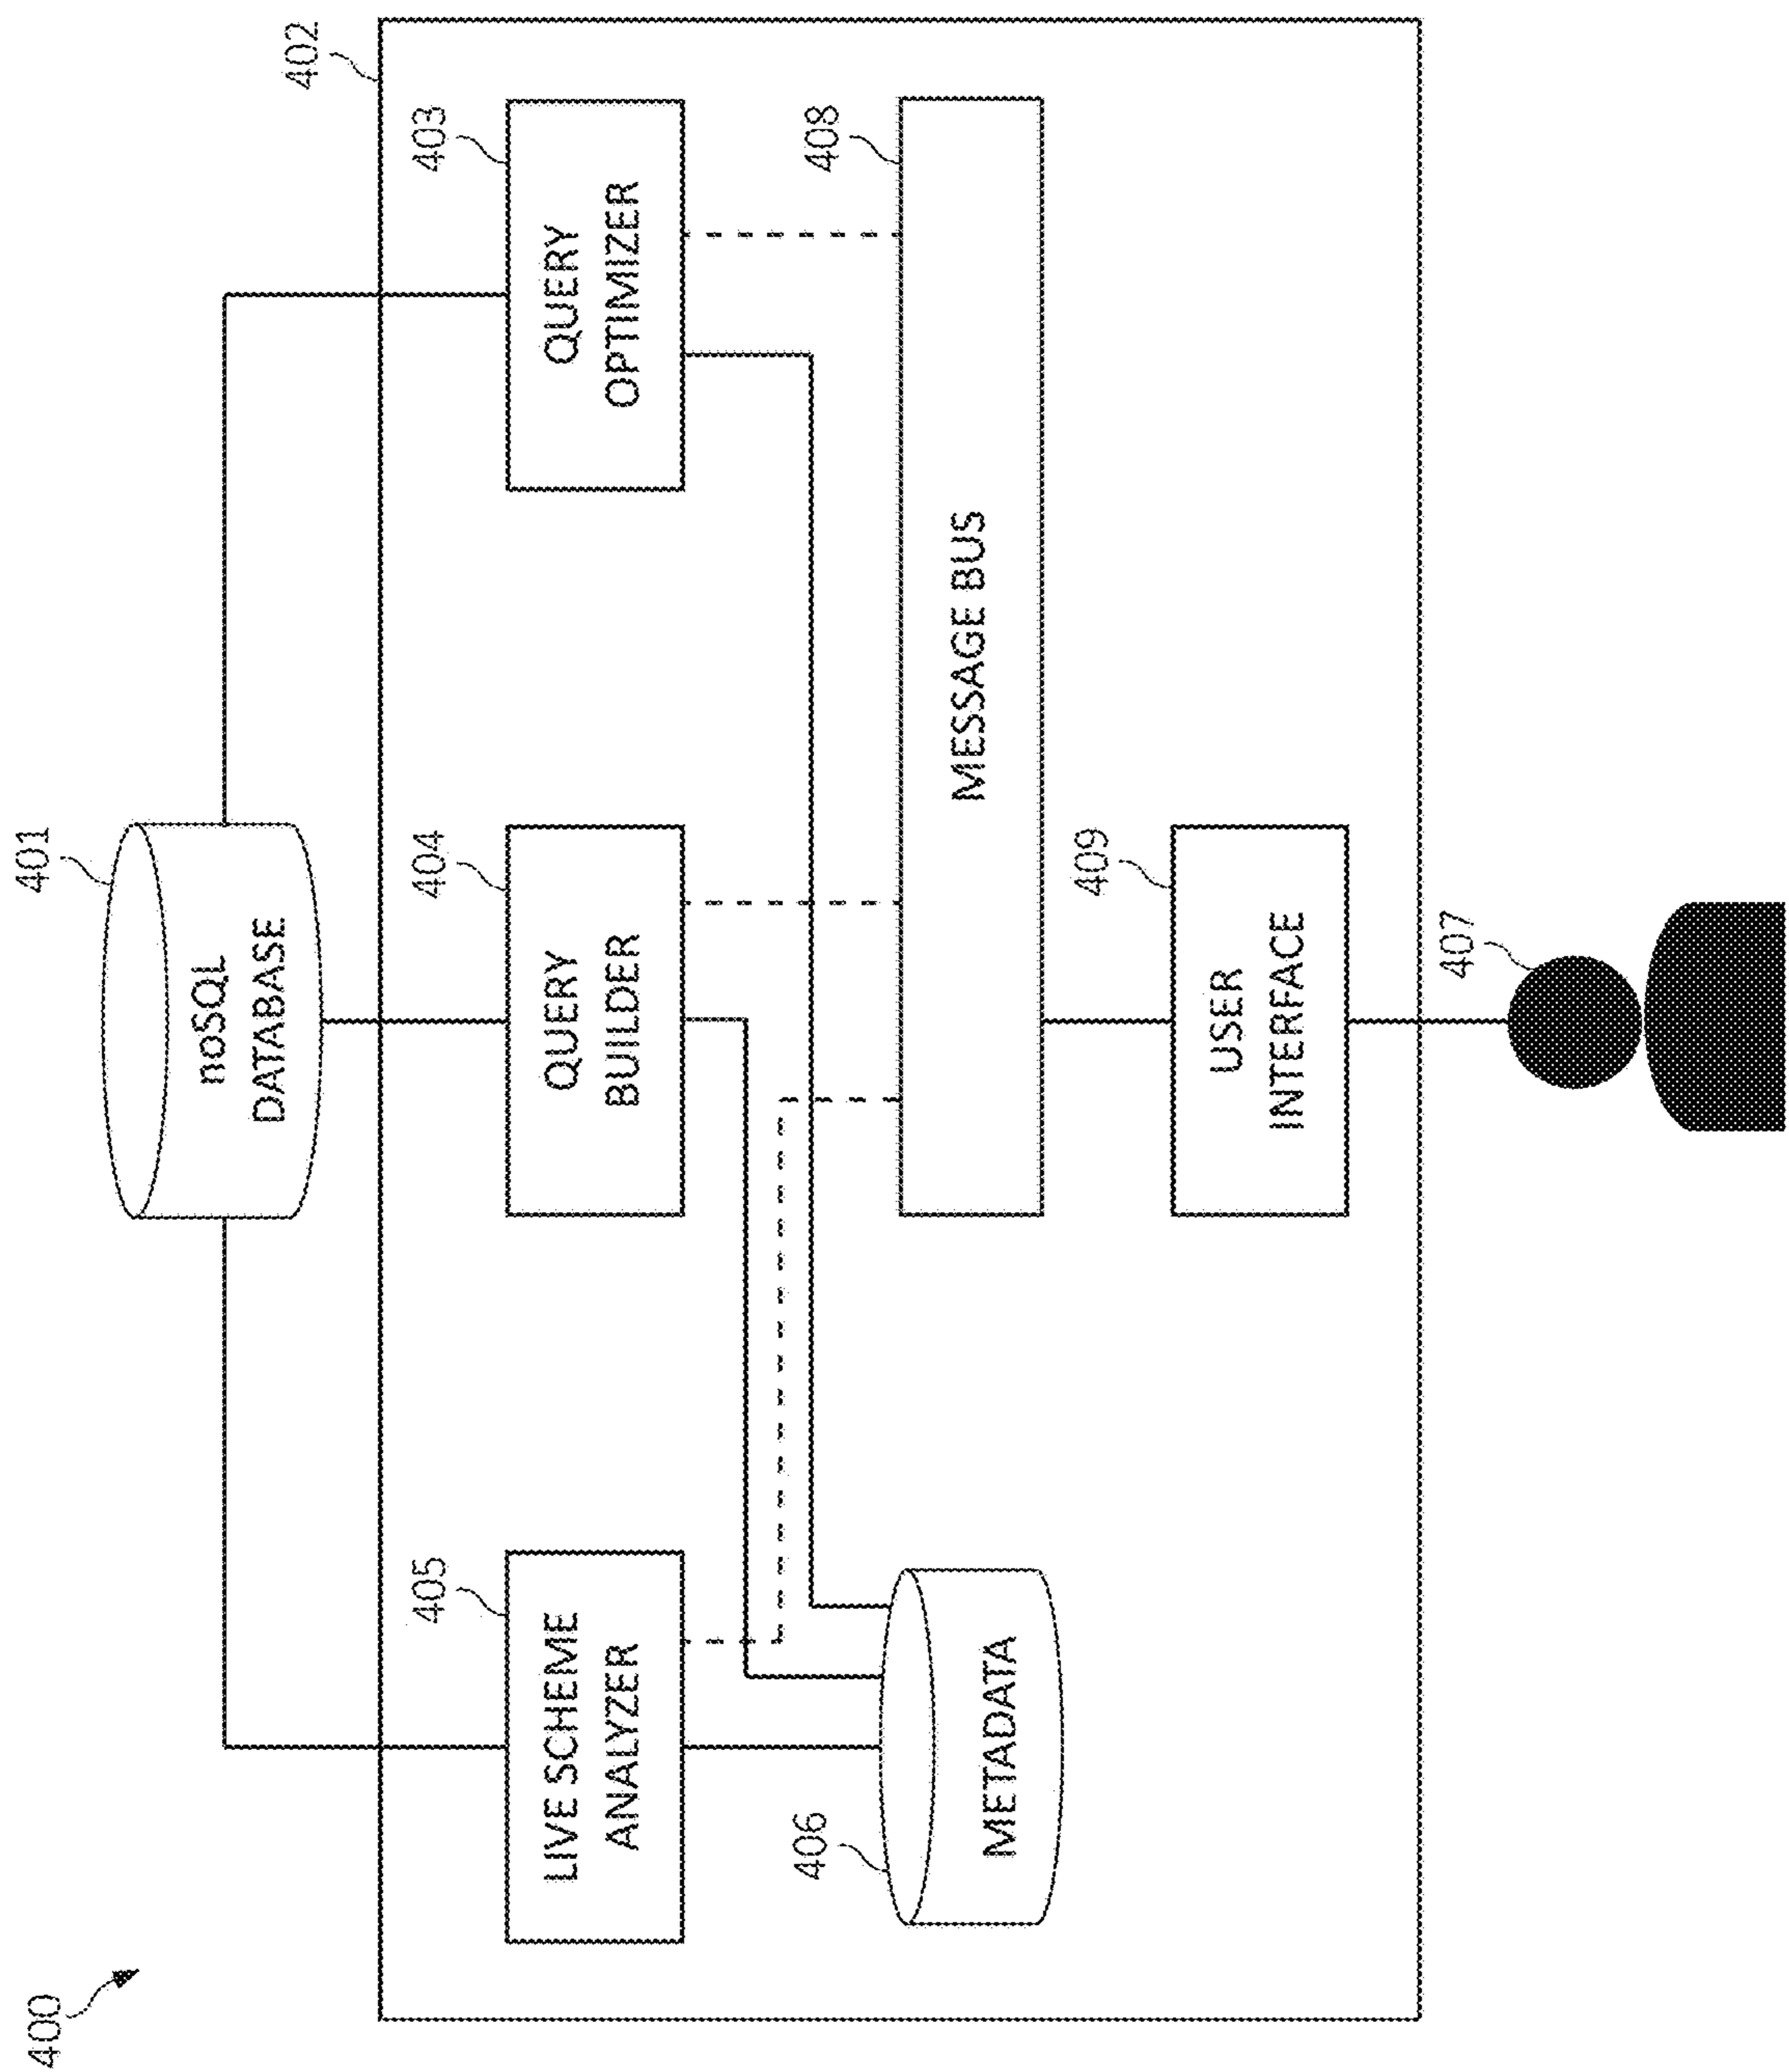 400
401
noSQL
DATABASE
402
405
LIVE SCHEME
ANALYZER
404
QUERY
BUILDER
403
QUERY
OPTIMIZER
406
METADATA
408
MESSAGE BUS
409
USER
INTERFACE
407